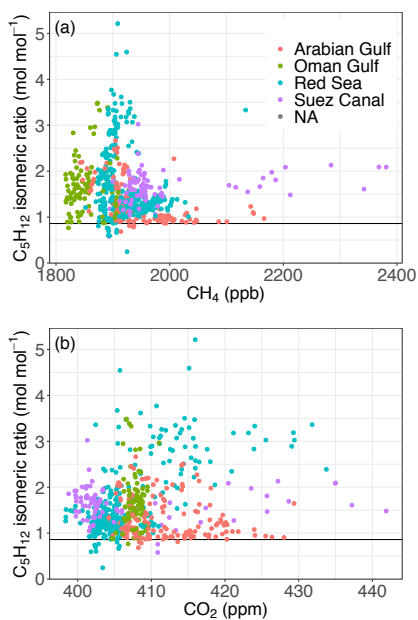 (a)
Arabian Gulf
Oman Gulf
Red Sea
Suez Canal
NA
C₅H₁₂ isomeric ratio (mol mol⁻¹)
5
4
3
2
1
0
1800 2000 2200 2400
CH₄ (ppb)
(b)
C₅H₁₂ isomeric ratio (mol mol⁻¹)
5
4
3
2
1
0
400 410 420 430 440
CO₂ (ppm)